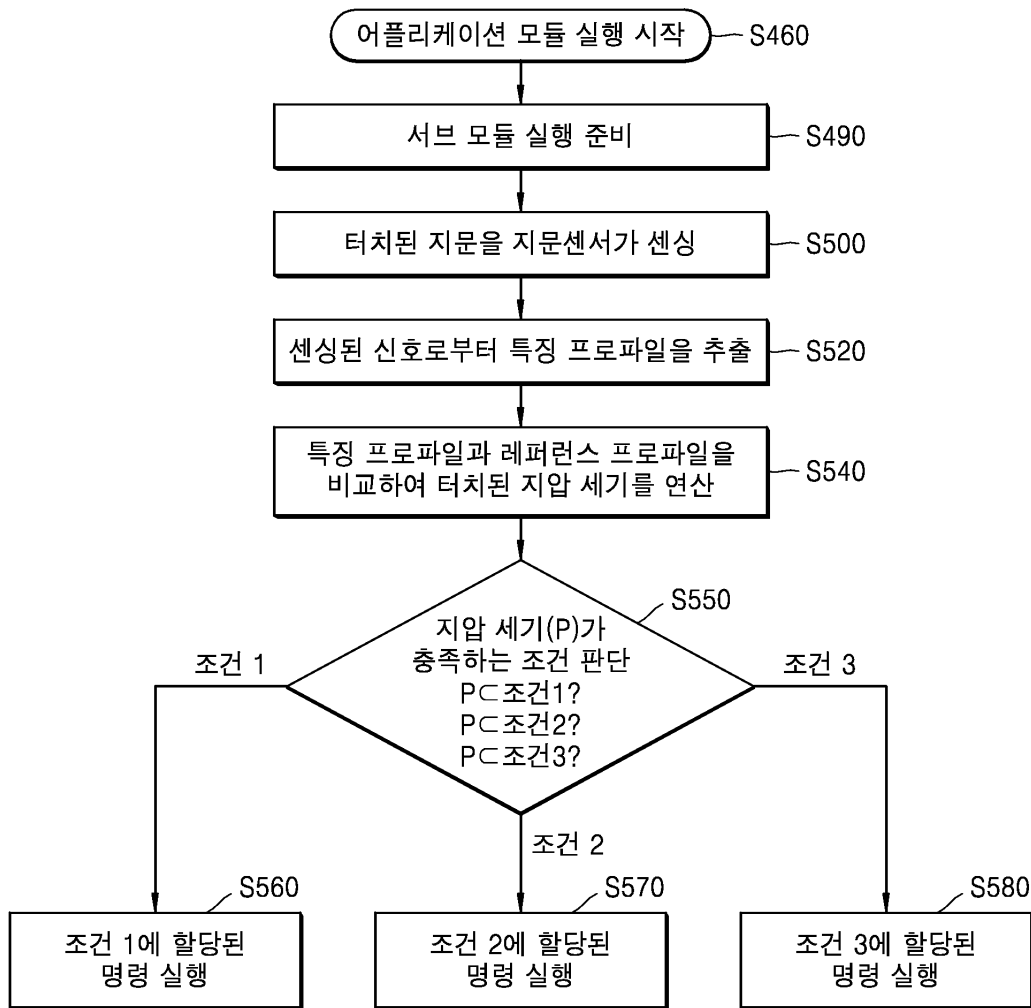 어플리케이션 모듈 실행 시작
S460
서브 모듈 실행 준비
S490
터치된 지문을 지문센서가 센싱
S500
센싱된 신호로부터 특징 프로파일을 추출
S520
특징 프로파일과 레퍼런스 프로파일을
비교하여 터치된 지압 세기를 연산
S540
S550
지압 세기(P)가
충족하는 조건 판단
P⊂조건1?
P⊂조건2?
P⊂조건3?
조건 1
조건 3
조건 2
S560
조건 1에 할당된
명령 실행
S570
조건 2에 할당된
명령 실행
S580
조건 3에 할당된
명령 실행